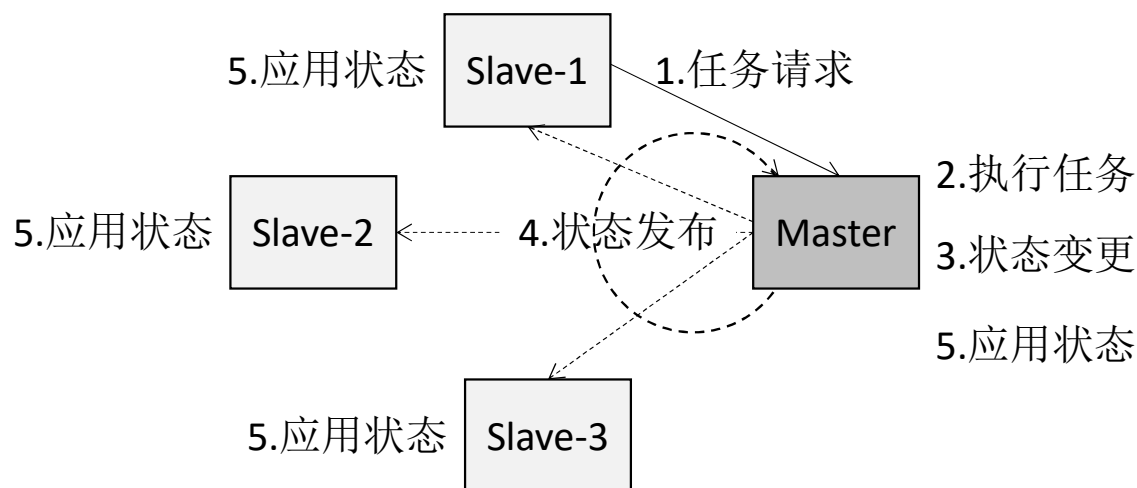 5.应用状态
Slave-1
1.任务请求
2.执行任务
5.应用状态
Slave-2
4.状态发布
Master
3.状态变更
5.应用状态
5.应用状态
Slave-3